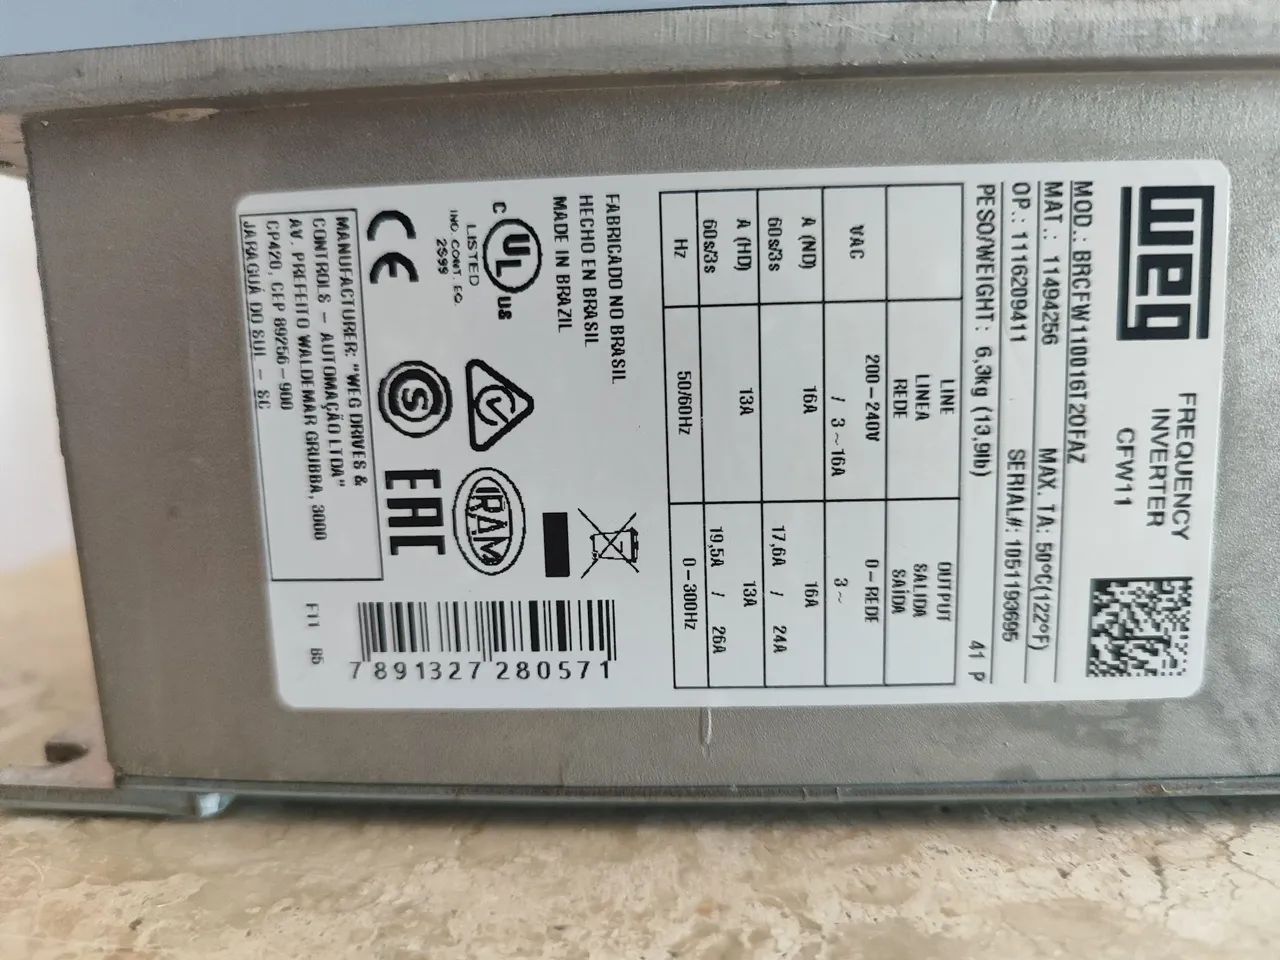 WEG
FREQUENCY
INVERTER
CFW11
MOD.: BRCFW110016T2OFAZ
MAT.: 11494256 MAX. TA: 50°C(122°F)
OP.: 1116209411 SERIAL#: 1051193695
PESO/WEIGHT: 6,3kg (13,9lb) 41 P
LINE OUTPUT
LINEA SALIDA
REDE SAÍDA
VAC 200-240V 0-REDE
/ 3~16A 3~
A (ND) 16A 16A
60s/3s 17,6A / 24A
A (HD) 13A 13A
60s/3s 19,5A / 26A
Hz 50/60Hz 0-300Hz
FABRICADO NO BRASIL
HECHO EN BRASIL
MADE IN BRAZIL
C UL US
LISTED
IND. CONT. EQ.
2S99
IRAM
CE
S
EAC
MANUFACTURER: "WEG DRIVES &
CONTROLS - AUTOMAÇÃO LTDA"
AV. PREFEITO WALDEMAR GRUBBA, 3000
CP420, CEP 89256-900
JARAGUÁ DO SUL - SC
7 891327 280571
F11 B5